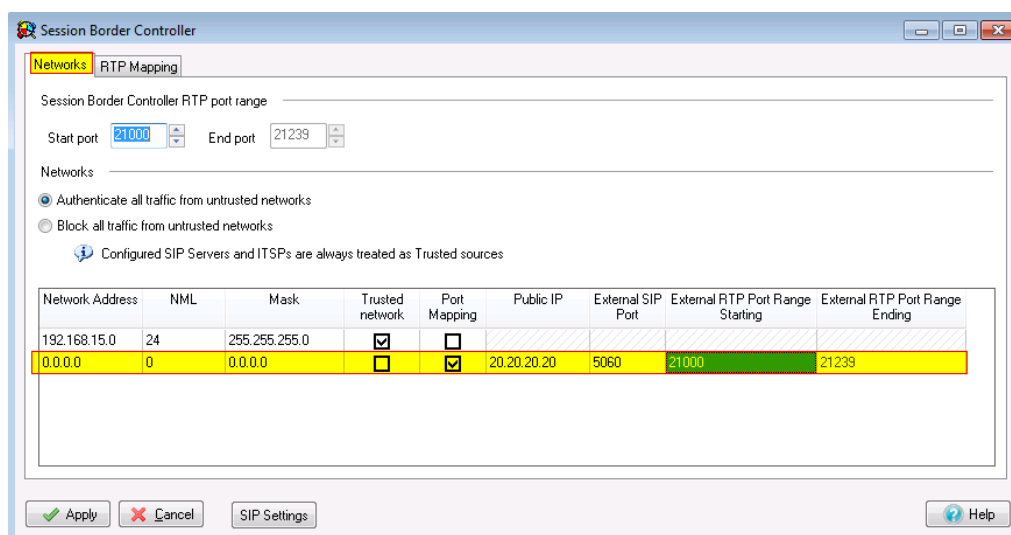 Session Border Controller
Networks RTP Mapping
Session Border Controller RTP port range
Start port 21000 End port 21239
Networks
Authenticate all traffic from untrusted networks
Block all traffic from untrusted networks
Configured SIP Servers and ITSPs are always treated as Trusted sources
Network Address NML Mask Trusted network Port Mapping Public IP External SIP Port External RTP Port Range Starting External RTP Port Range Ending
192.168.15.0 24 255.255.255.0
0.0.0.0 0 0.0.0.0 20.20.20.20 5060 21000 21239
Apply Cancel SIP Settings Help